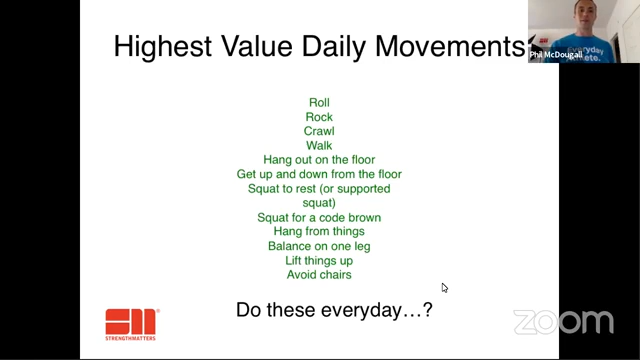 Highest Value Daily Movements
Phil McDougall
Everyday
Roll
Rock
Crawl
Walk
Hang out on the floor
Get up and down from the floor
Squat to rest (or supported
squat)
Squat for a code brown
Hang from things
Balance on one leg
Lift things up
Avoid chairs
Do these everyday…?
STRENGTHMATTERS
zoom